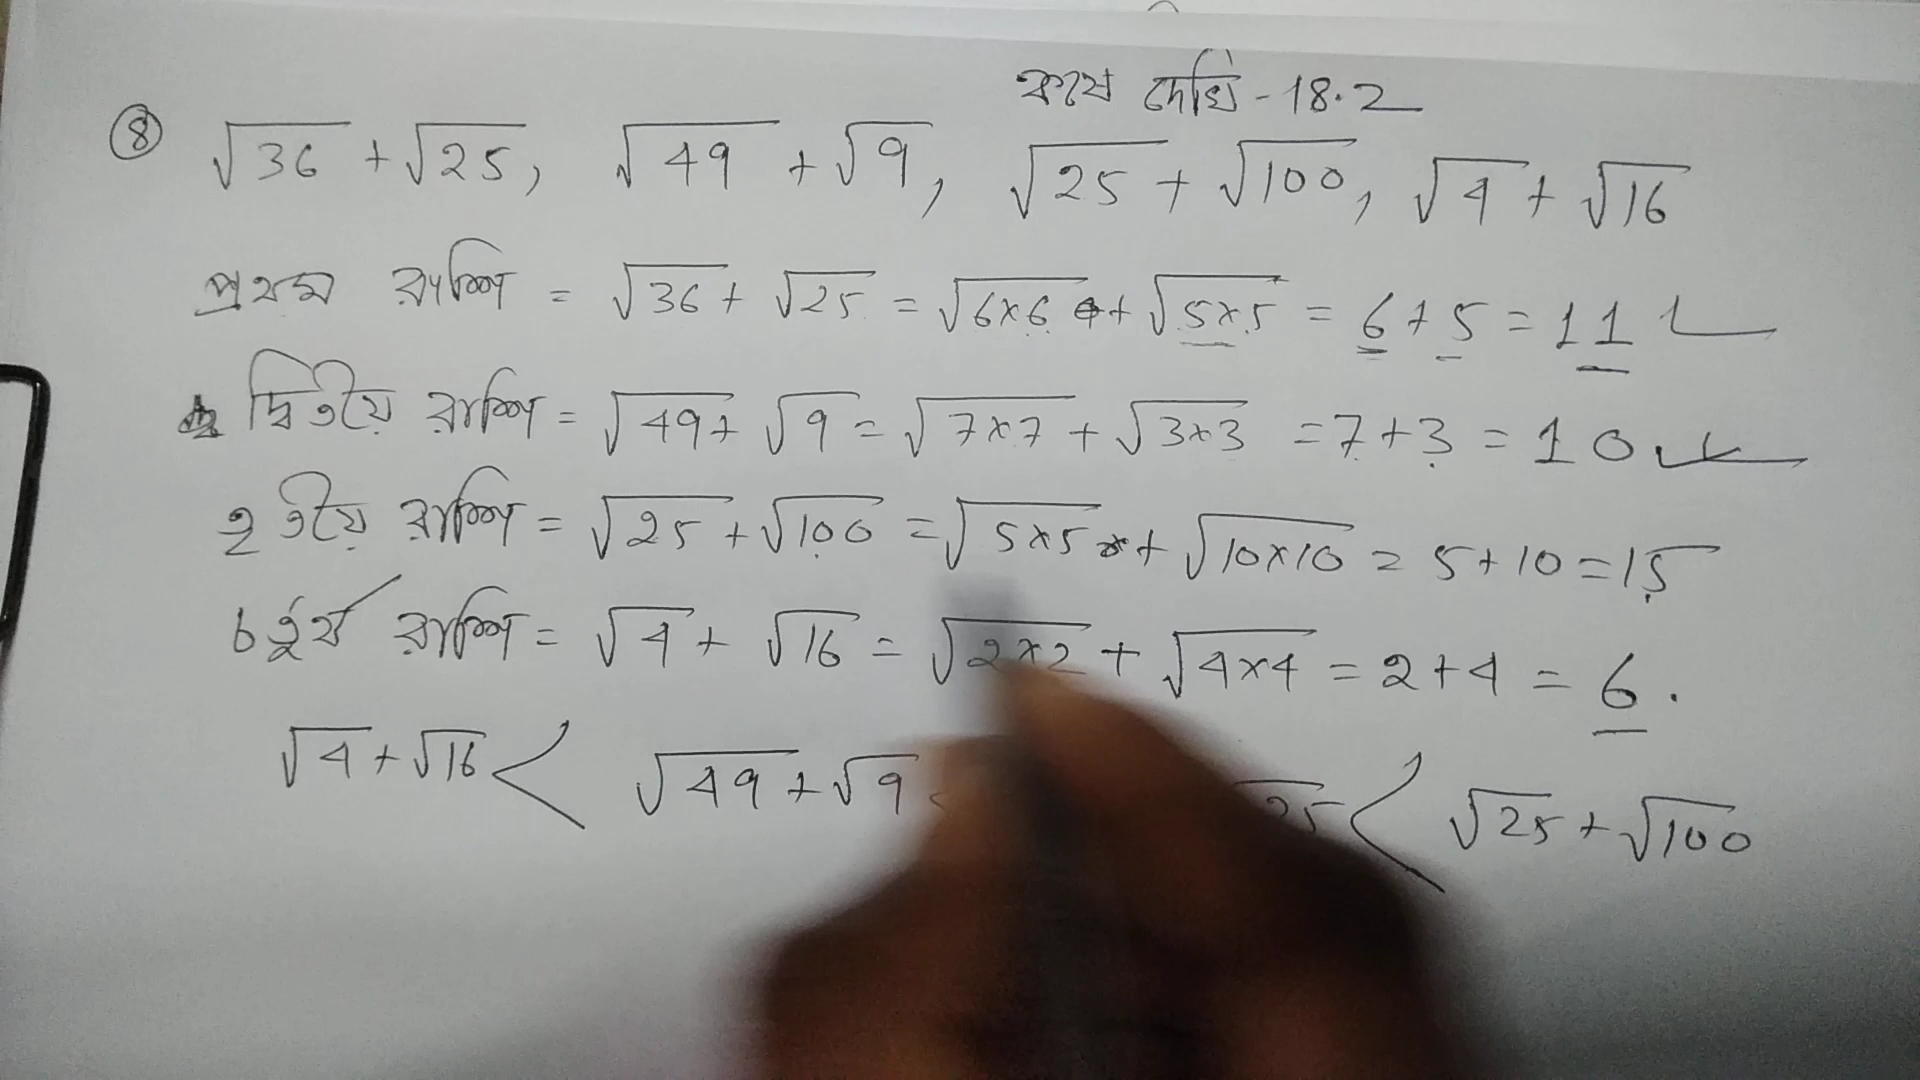 কষে দেখি - 18.2
⑧ √36 + √25, √49 + √9, √25 + √100, √4 + √16
প্রথম রাশি = √36 + √25 = √6×6 + √5×5 = 6 + 5 = 11
দ্বিতীয় রাশি = √49 + √9 = √7×7 + √3×3 = 7 + 3 = 10
তৃতীয় রাশি = √25 + √100 = √5×5 + √10×10 = 5 + 10 = 15
চতুর্থ রাশি = √4 + √16 = √2×2 + √4×4 = 2 + 4 = 6.
√4 + √16 < √49 + √9 < √25 < √25 + √100